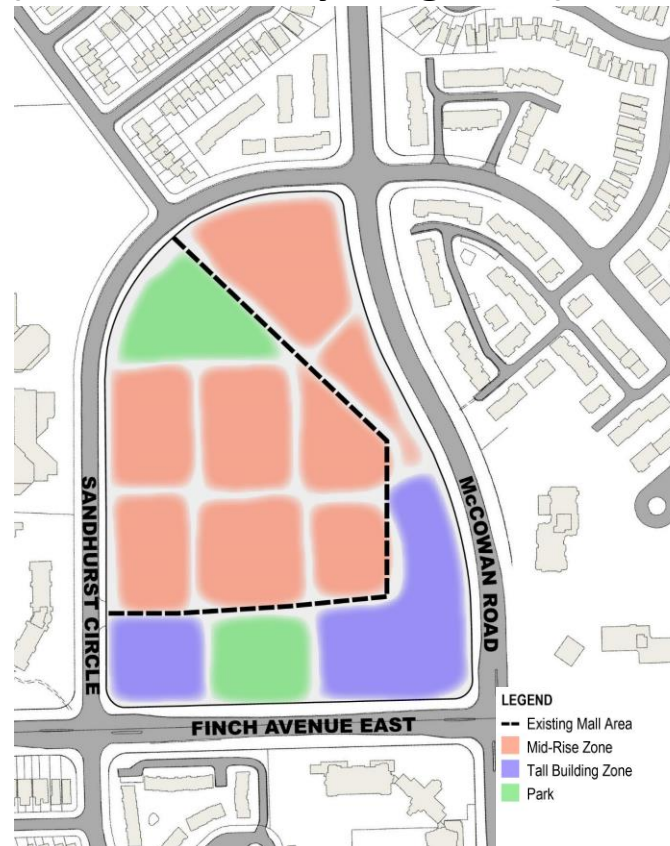 SANDHURST CIRCLE
McCOWAN ROAD
FINCH AVENUE EAST
LEGEND
Existing Mall Area
Mid-Rise Zone
Tall Building Zone
Park